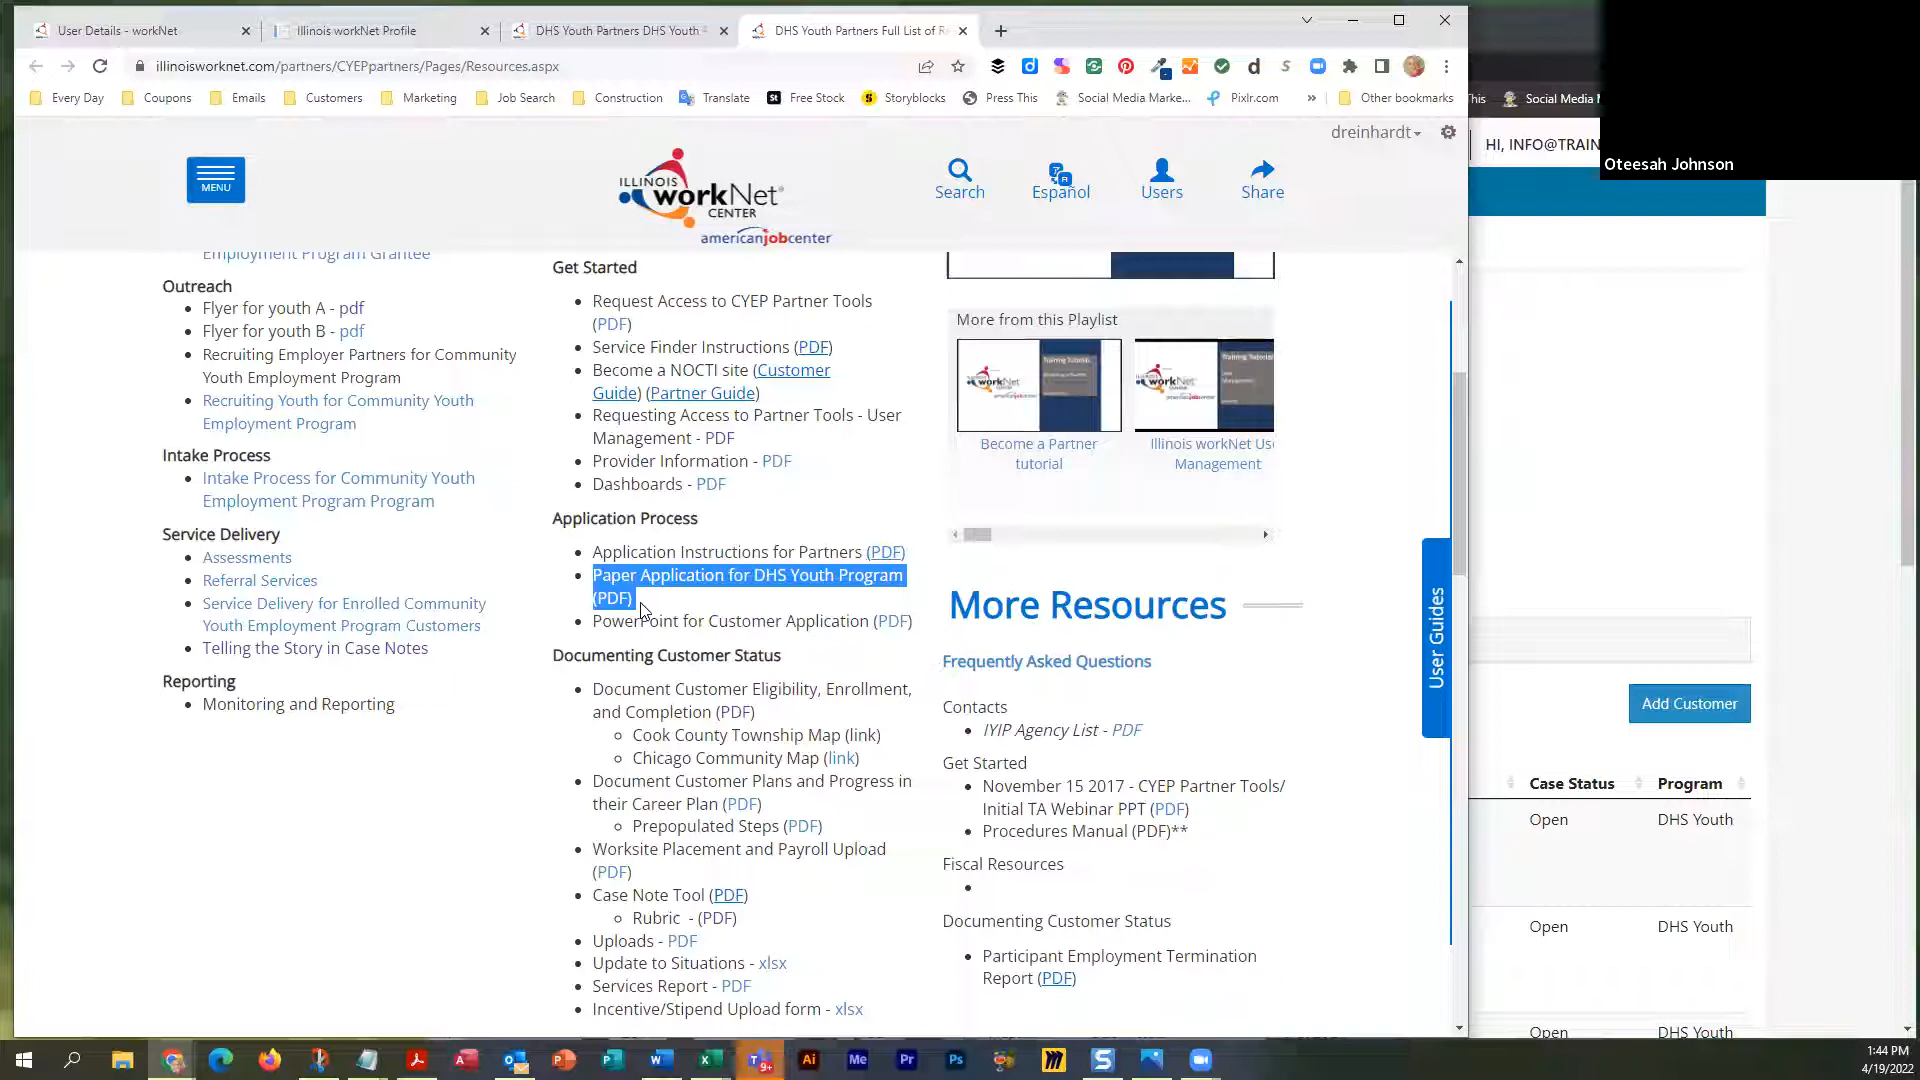 User Details - workNet
Illinois workNet Profile
DHS Youth Partners DHS Youth
DHS Youth Partners Full List of Re
illinoisworknet.com/partners/CYEPpartners/Pages/Resources.aspx
Every Day
Coupons
Emails
Customers
Marketing
Job Search
Construction
Translate
Free Stock
Storyblocks
Press This
Social Media Marke...
Pixlr.com
»
Other bookmarks
This
Social Media M
dreinhardt
HI, INFO@TRAIN
Oteesah Johnson
MENU
ILLINOIS
workNet
CENTER
americanjobcenter
Search
Español
Users
Share
Employment Program Grantee
Outreach
Flyer for youth A - pdf
Flyer for youth B - pdf
Recruiting Employer Partners for Community
Youth Employment Program
Recruiting Youth for Community Youth
Employment Program
Intake Process
Intake Process for Community Youth
Employment Program Program
Service Delivery
Assessments
Referral Services
Service Delivery for Enrolled Community
Youth Employment Program Customers
Telling the Story in Case Notes
Reporting
Monitoring and Reporting
Get Started
Request Access to CYEP Partner Tools
(PDF)
Service Finder Instructions (PDF)
Become a NOCTI site (Customer
Guide) (Partner Guide)
Requesting Access to Partner Tools - User
Management - PDF
Provider Information - PDF
Dashboards - PDF
Application Process
Application Instructions for Partners (PDF)
Paper Application for DHS Youth Program
(PDF)
PowerPoint for Customer Application (PDF)
Documenting Customer Status
Document Customer Eligibility, Enrollment,
and Completion (PDF)
Cook County Township Map (link)
Chicago Community Map (link)
Document Customer Plans and Progress in
their Career Plan (PDF)
Prepopulated Steps (PDF)
Worksite Placement and Payroll Upload
(PDF)
Case Note Tool (PDF)
Rubric - (PDF)
Uploads - PDF
Update to Situations - xlsx
Services Report - PDF
Incentive/Stipend Upload form - xlsx
More from this Playlist
Become a Partner
tutorial
Illinois workNet Use
Management
More Resources
Frequently Asked Questions
Contacts
IYIP Agency List - PDF
Get Started
November 15 2017 - CYEP Partner Tools/
Initial TA Webinar PPT (PDF)
Procedures Manual (PDF)**
Fiscal Resources
Documenting Customer Status
Participant Employment Termination
Report (PDF)
User Guides
Add Customer
Case Status
Program
Open
DHS Youth
Open
DHS Youth
Open
DHS Youth
1:44 PM
4/19/2022